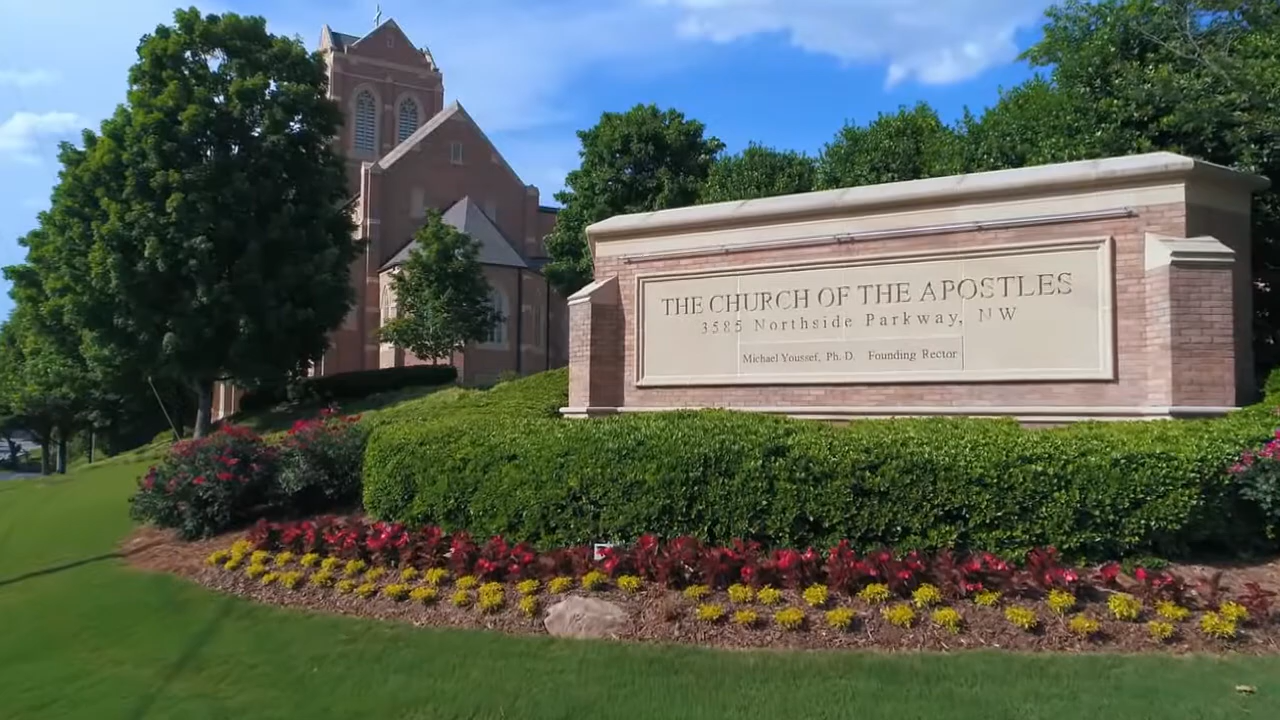 THE CHURCH OF THE APOSTLES
3585 Northside Parkway, NW
Michael Youssef, Ph. D. Founding Rector